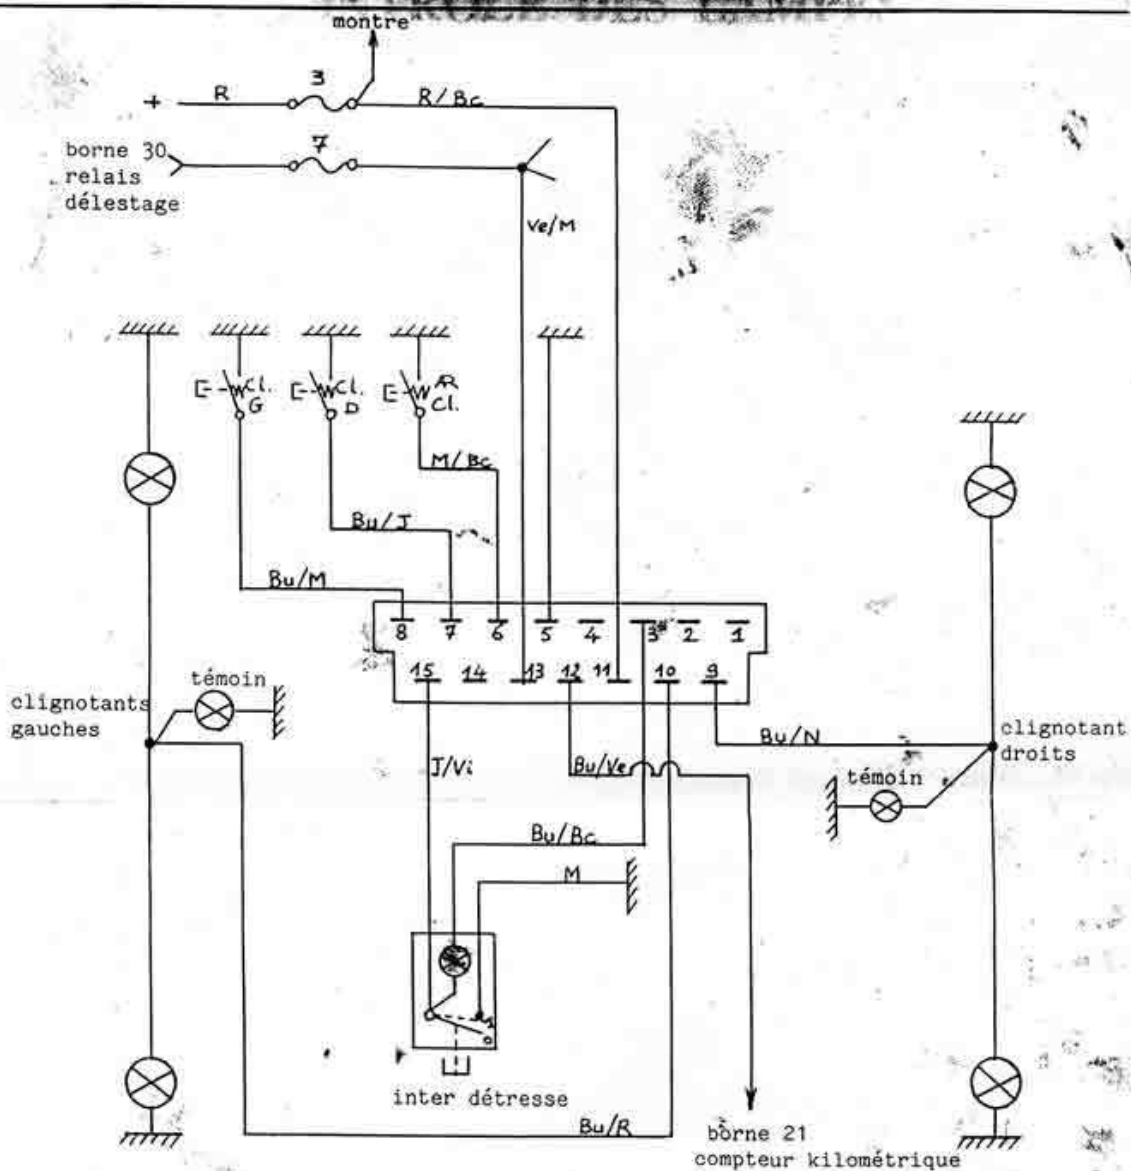 montre
3
+ R R/Bc
borne 30
relais
délestage
7
Ve/M
Cl.
G
Cl.
D
AR
Cl.
M/Bc
Bu/J
Bu/M
8 7 6 5 4 3 2 1
15 14 13 12 11 10 9
témoin
clignotants
gauches
J/Vi
Bu/Ve
Bu/N
clignotant
droits
témoin
Bu/Bc
M
inter détresse
Bu/R
borne 21
compteur kilométrique